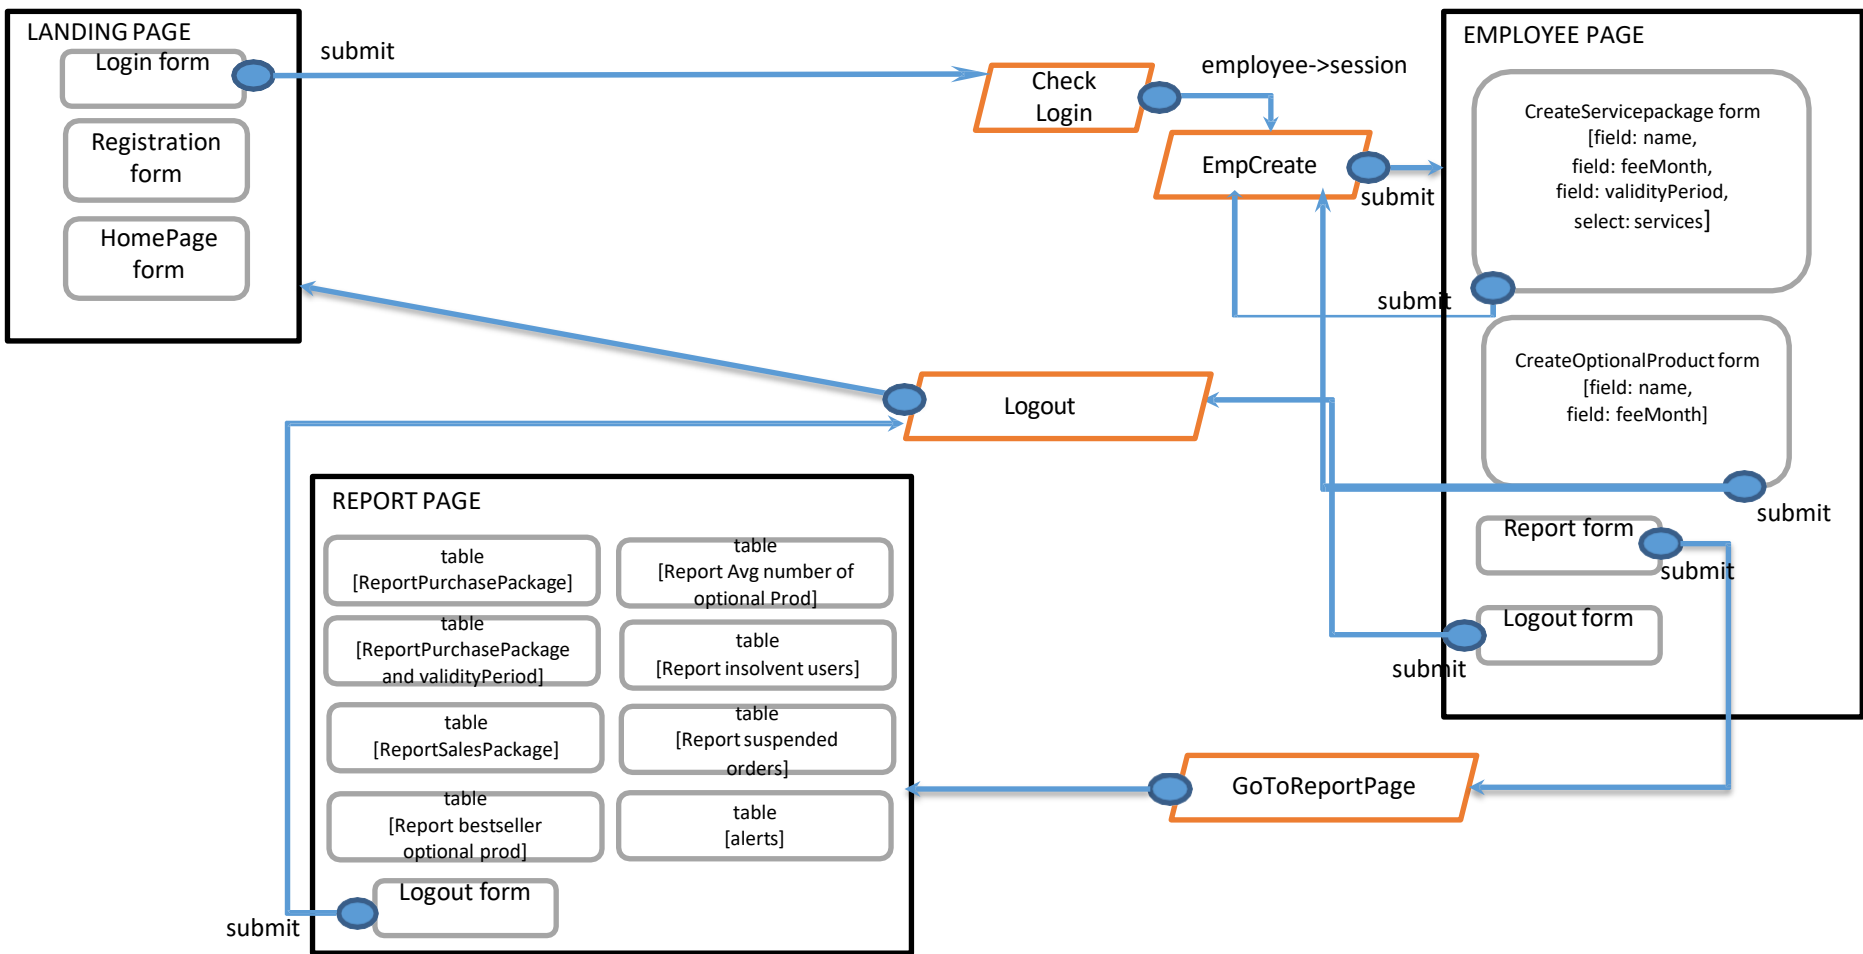 LANDING PAGE
Login form
Registration
form
HomePage
form
submit
Check
Login
employee->session
EmpCreate
submit
EMPLOYEE PAGE
CreateServicepackage form
[field: name,
field: feeMonth,
field: validityPeriod,
select: services]
submit
CreateOptionalProduct form
[field: name,
field: feeMonth]
submit
Report form
submit
Logout form
submit
Logout
GoToReportPage
REPORT PAGE
table
[ReportPurchasePackage]
table
[Report Avg number of
optional Prod]
table
[ReportPurchasePackage
and validityPeriod]
table
[Report insolvent users]
table
[ReportSalesPackage]
table
[Report suspended
orders]
table
[Report bestseller
optional prod]
table
[alerts]
Logout form
submit